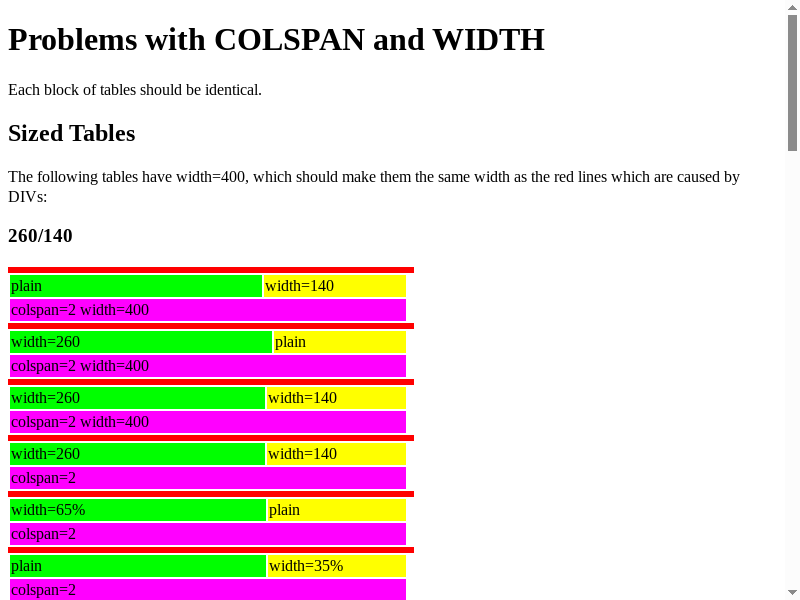 Problems with COLSPAN and WIDTH
Each block of tables should be identical.
Sized Tables
The following tables have width=400, which should make them the same width as the red lines which are caused by
DIVs:
260/140
plain width=140
colspan=2 width=400
width=260 plain
colspan=2 width=400
width=260 width=140
colspan=2 width=400
width=260 width=140
colspan=2
width=65% plain
colspan=2
plain width=35%
colspan=2